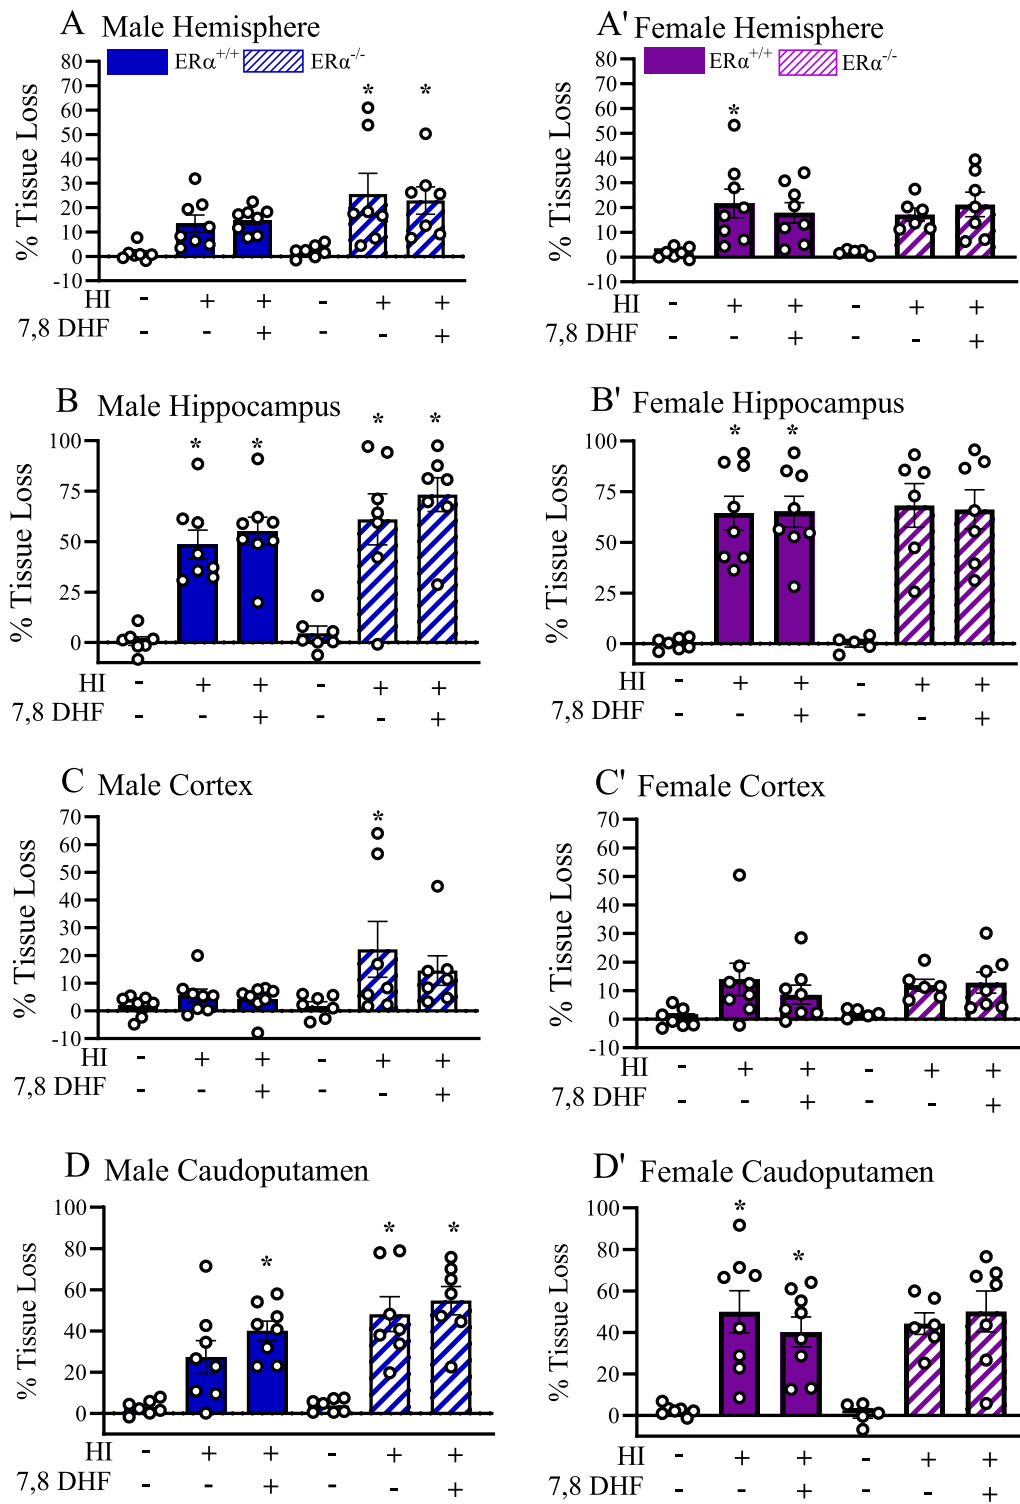 A Male Hemisphere
ERα+/+ ERα-/-
% Tissue Loss
80
70
60
50
40
30
20
10
0
-10
*
*
HI - + + - + +
7,8 DHF - - + - - +
A' Female Hemisphere
ERα+/+ ERα-/-
% Tissue Loss
80
70
60
50
40
30
20
10
0
-10
*
HI - + + - + +
7,8 DHF - - + - - +
B Male Hippocampus
% Tissue Loss
100
75
50
25
0
*
*
*
*
HI - + + - + +
7,8 DHF - - + - - +
B' Female Hippocampus
% Tissue Loss
100
75
50
25
0
*
*
HI - + + - + +
7,8 DHF - - + - - +
C Male Cortex
% Tissue Loss
70
60
50
40
30
20
10
0
-10
*
HI - + + - + +
7,8 DHF - - + - - +
C' Female Cortex
% Tissue Loss
70
60
50
40
30
20
10
0
-10
HI - + + - + +
7,8 DHF - - + - - +
D Male Caudoputamen
% Tissue Loss
100
80
60
40
20
0
*
*
*
HI - + + - + +
7,8 DHF - - + - - +
D' Female Caudoputamen
% Tissue Loss
100
80
60
40
20
0
*
*
HI - + + - + +
7,8 DHF - - + - - +